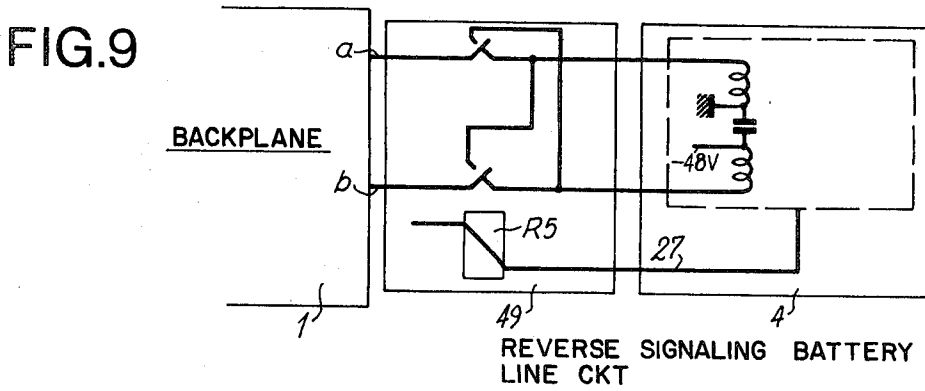 FIG.9
a
BACKPLANE
b
-48V
R5
27
1
49
4
REVERSE SIGNALING BATTERY
LINE CKT